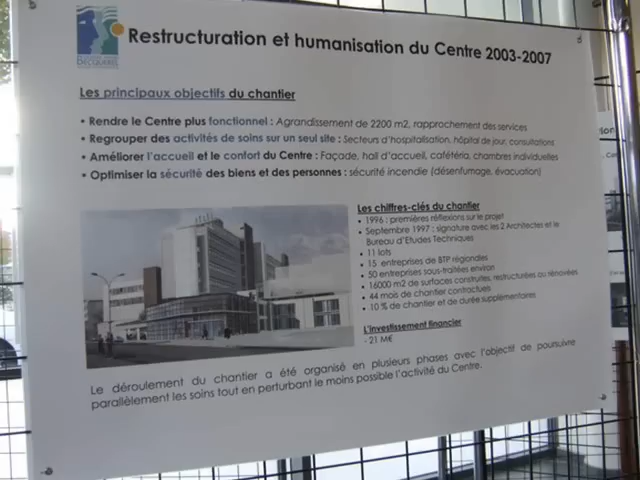 Restructuration et humanisation du Centre 2003-2007
Les principaux objectifs du chantier
• Rendre le Centre plus fonctionnel : Agrandissement de 2200 m2, rapprochement des services
• Regrouper des activités de soins sur un seul site : Secteurs d'hospitalisation, hôpital de jour, consultations
• Améliorer l'accueil et le confort du Centre : Façade, hall d'accueil, cafétéria, chambres individuelles
• Optimiser la sécurité des biens et des personnes : sécurité incendie (désenfumage, évacuation)
Les chiffres-clés du chantier
• 1996 : premières réflexions sur le projet
• Septembre 1997 : signature avec les 2 Architectes et le
Bureau d'Etudes Techniques
• 11 lots
• 15 entreprises de BTP régionales
• 50 entreprises sous-traitées environ
• 16000 m2 de surfaces construites, restructurées ou rénovées
• 44 mois de chantier contractuels
• 10 % de chantier et de durée supplémentaires
L'investissement financier
- 21 M€
Le déroulement du chantier a été organisé en plusieurs phases avec l'objectif de poursuivre
parallèlement les soins tout en perturbant le moins possible l'activité du Centre.